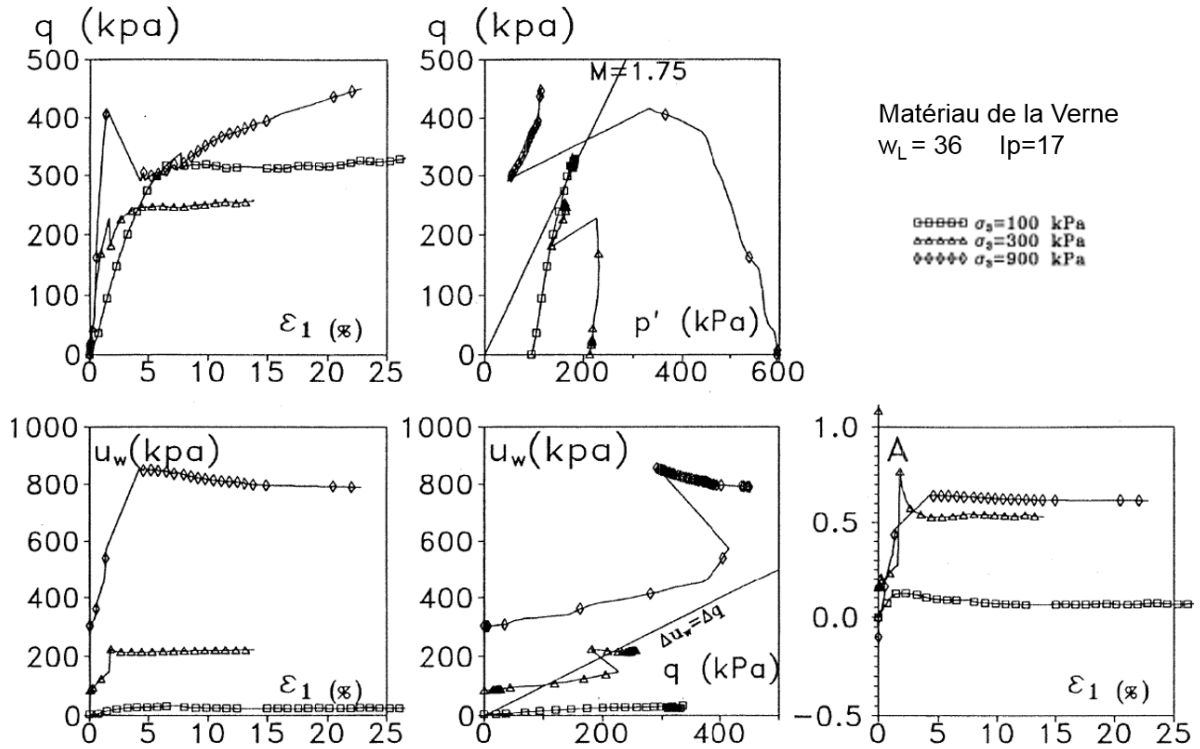 q (kpa)
500
400
300
200
100
0
0 5 10 15 20 25
ε₁ (%)
q (kpa)
500
400
300
200
100
0
0 200 400 600
M=1.75
p' (kPa)
Matériau de la Verne
w_L = 36 Ip=17
σ₃=100 kPa
σ₃=300 kPa
σ₃=900 kPa
1000
800
600
400
200
0
0 5 10 15 20 25
u_w(kpa)
ε₁ (%)
1000
800
600
400
200
0
0 200 400
u_w(kpa)
Δu_w=Δq
q (kPa)
1.0
0.5
0.0
-0.5
0 5 10 15 20 25
A
ε₁ (%)